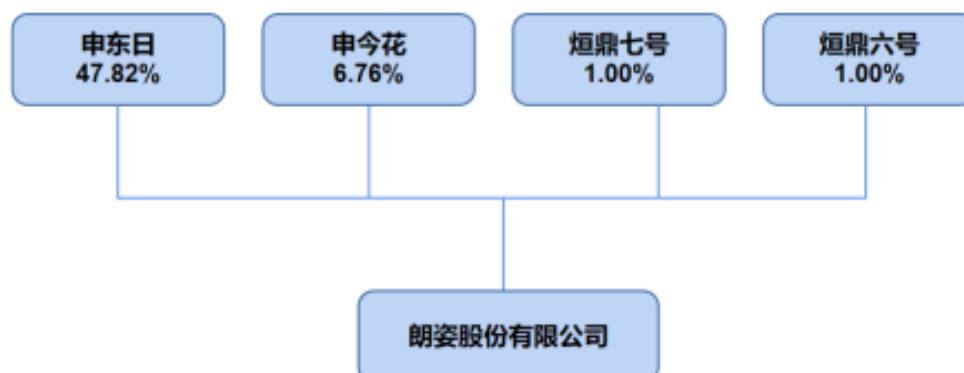 申东日
47.82%
申今花
6.76%
烜鼎七号
1.00%
烜鼎六号
1.00%
朗姿股份有限公司